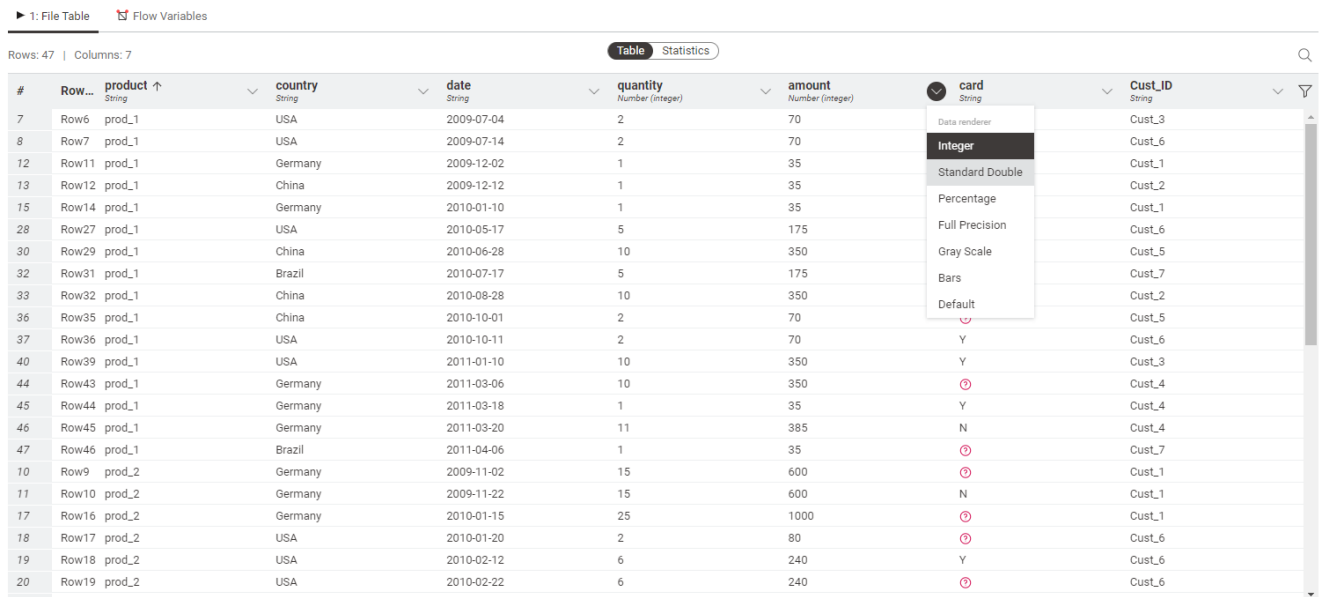 1: File Table Flow Variables
Rows: 47 | Columns: 7 Table Statistics
# Row... product country date quantity amount card Cust_ID
String String String Number (integer) Number (integer) String String
7 Row6 prod_1 USA 2009-07-04 2 70 Cust_3
8 Row7 prod_1 USA 2009-07-14 2 70 Cust_6
12 Row11 prod_1 Germany 2009-12-02 1 35 Cust_1
13 Row12 prod_1 China 2009-12-12 1 35 Cust_2
15 Row14 prod_1 Germany 2010-01-10 1 35 Cust_1
28 Row27 prod_1 USA 2010-05-17 5 175 Cust_6
30 Row29 prod_1 China 2010-06-28 10 350 Cust_5
32 Row31 prod_1 Brazil 2010-07-17 5 175 Cust_7
33 Row32 prod_1 China 2010-08-28 10 350 Cust_2
36 Row35 prod_1 China 2010-10-01 2 70 ? Cust_5
37 Row36 prod_1 USA 2010-10-11 2 70 Y Cust_6
40 Row39 prod_1 USA 2011-01-10 10 350 Y Cust_3
44 Row43 prod_1 Germany 2011-03-06 10 350 ? Cust_4
45 Row44 prod_1 Germany 2011-03-18 1 35 Y Cust_4
46 Row45 prod_1 Germany 2011-03-20 11 385 N Cust_4
47 Row46 prod_1 Brazil 2011-04-06 1 35 ? Cust_7
10 Row9 prod_2 Germany 2009-11-02 15 600 ? Cust_1
11 Row10 prod_2 Germany 2009-11-22 15 600 N Cust_1
17 Row16 prod_2 Germany 2010-01-15 25 1000 ? Cust_1
18 Row17 prod_2 USA 2010-01-20 2 80 ? Cust_6
19 Row18 prod_2 USA 2010-02-12 6 240 Y Cust_6
20 Row19 prod_2 USA 2010-02-22 6 240 ? Cust_6
Data renderer
Integer
Standard Double
Percentage
Full Precision
Gray Scale
Bars
Default